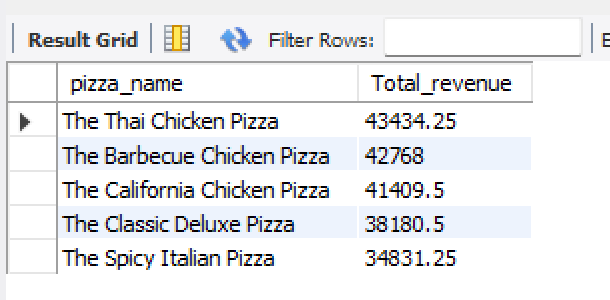 Result Grid Filter Rows: E
pizza_name Total_revenue
The Thai Chicken Pizza 43434.25
The Barbecue Chicken Pizza 42768
The California Chicken Pizza 41409.5
The Classic Deluxe Pizza 38180.5
The Spicy Italian Pizza 34831.25